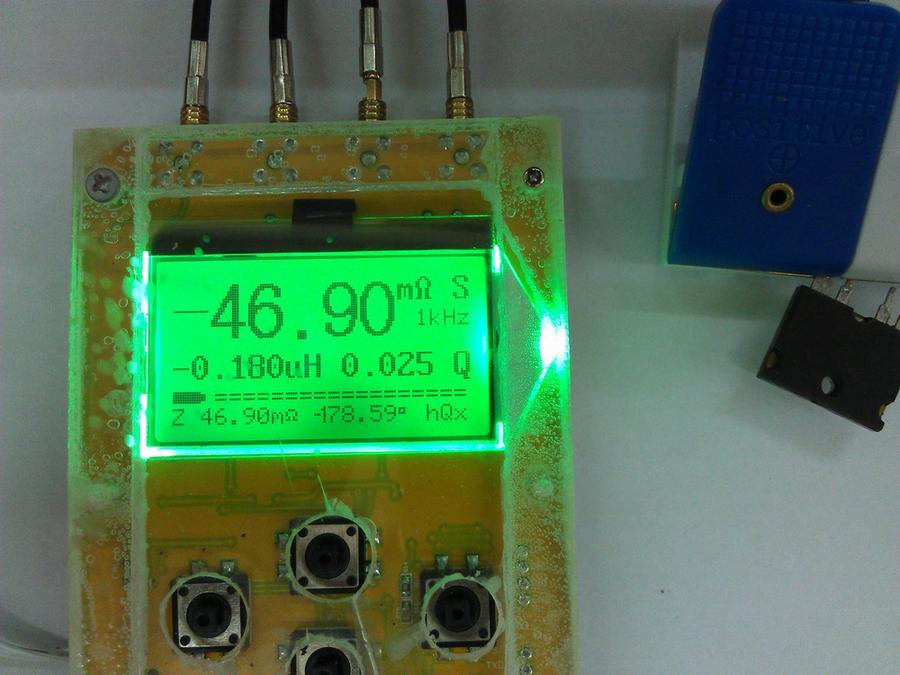 positive
-46.90mΩ S
1kHz
-0.180uH 0.025 Q
Z 46.90mΩ -178.59° hQx